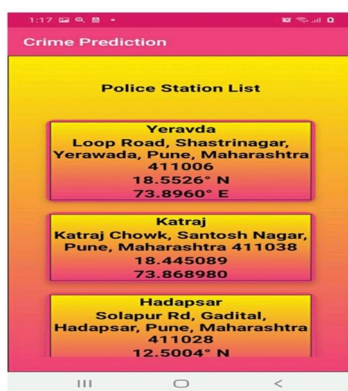 1:17
Crime Prediction
Police Station List
Yeravda
Loop Road, Shastrinagar,
Yerawada, Pune, Maharashtra
411006
18.5526° N
73.8960° E
Katraj
Katraj Chowk, Santosh Nagar,
Pune, Maharashtra 411038
18.445089
73.868980
Hadapsar
Solapur Rd, Gadital,
Hadapsar, Pune, Maharashtra
411028
12.5004° N